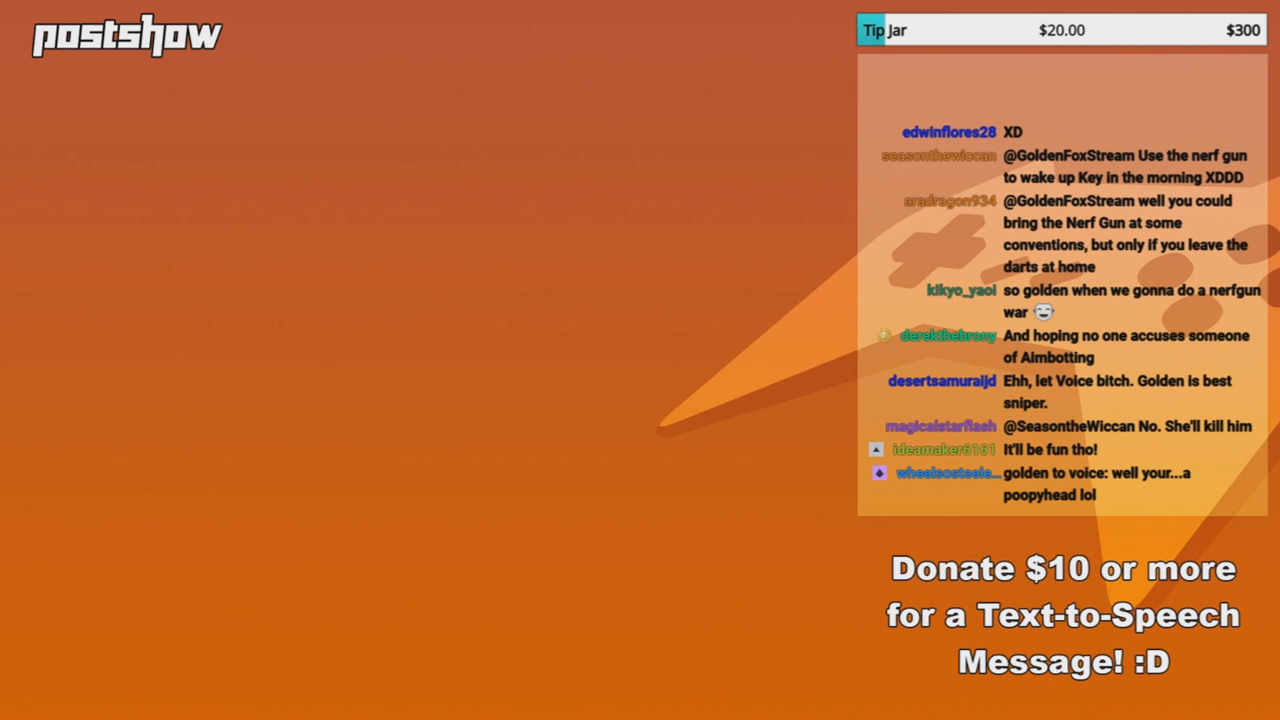 postshow
Tip Jar $20.00 $300
edwinflores28 XD
seasonthewiccan @GoldenFoxStream Use the nerf gun
to wake up Key in the morning XDDD
aradragon934 @GoldenFoxStream well you could
bring the Nerf Gun at some
conventions, but only if you leave the
darts at home
kikyo_yaoi so golden when we gonna do a nerfgun
war
derekthebrony And hoping no one accuses someone
of Aimbotting
desertsamuraijd Ehh, let Voice bitch. Golden is best
sniper.
magicalstarflash @SeasontheWiccan No. She'll kill him
ideamaker6161 It'll be fun tho!
wheelsosteele... golden to voice: well your...a
poopyhead lol
Donate $10 or more
for a Text-to-Speech
Message! :D